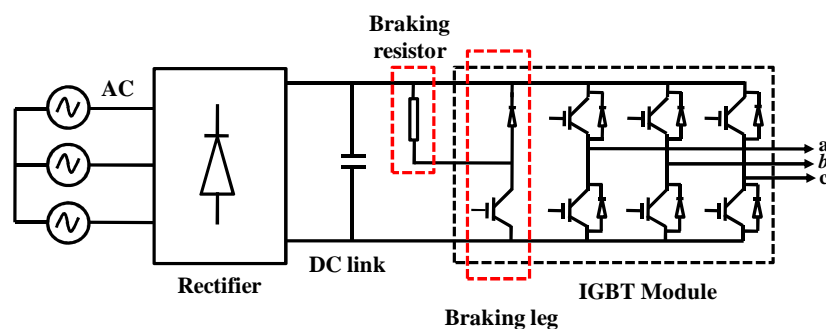 Braking
resistor
AC
a
b
c
DC link
Rectifier
IGBT Module
Braking leg